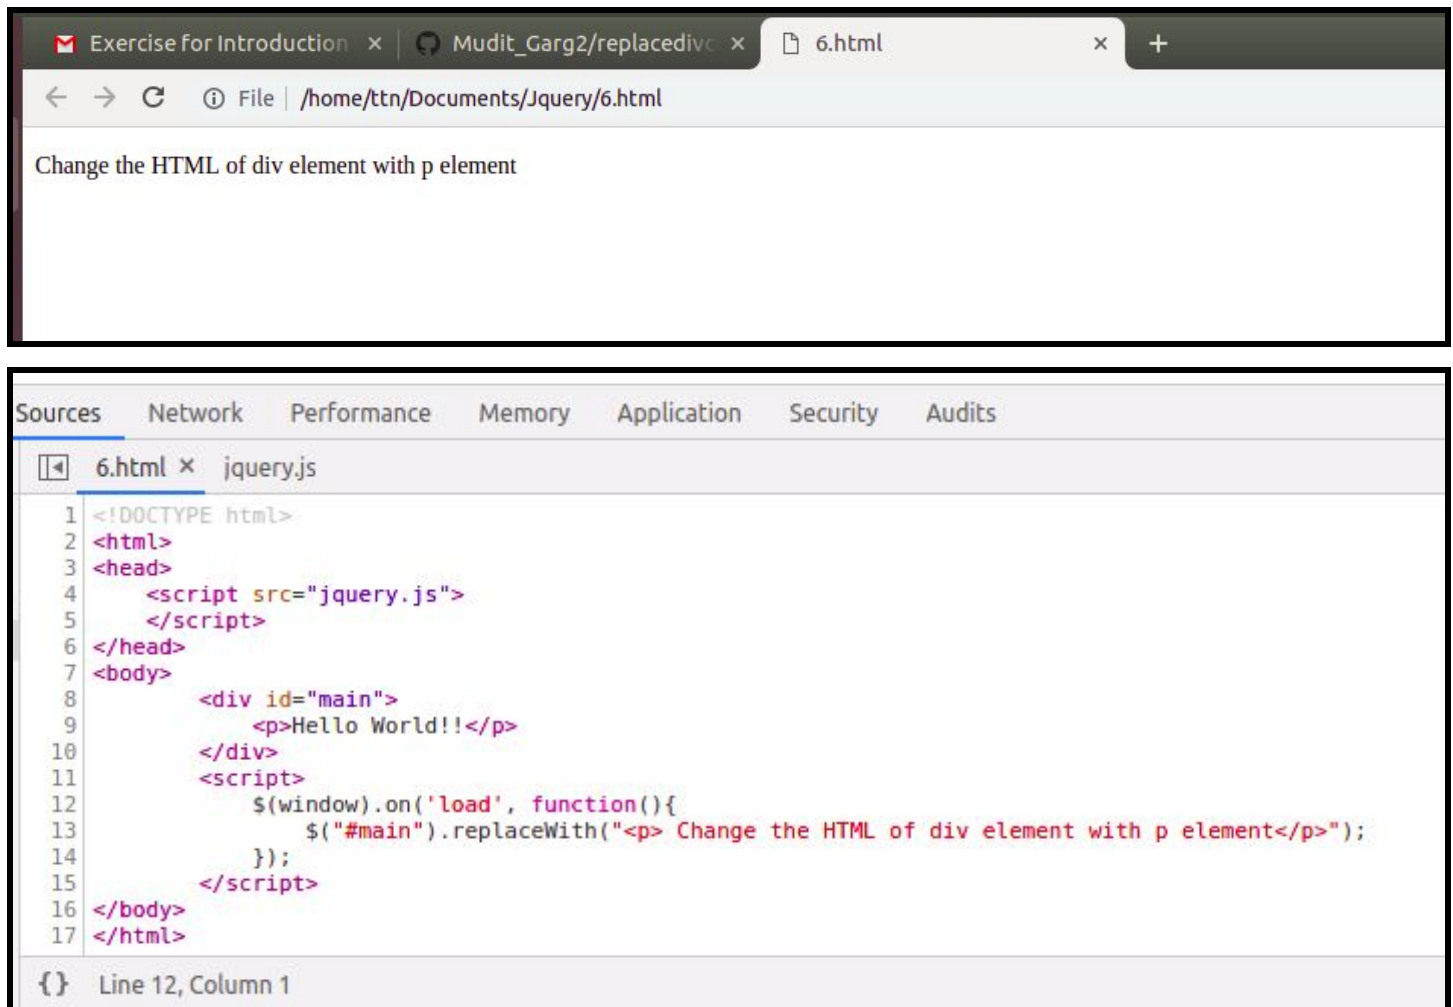 Exercise for Introduction × Mudit_Garg2/replacedivc × 6.html × +
File | /home/ttn/Documents/Jquery/6.html
Change the HTML of div element with p element
Sources Network Performance Memory Application Security Audits
6.html × jquery.js
1 <!DOCTYPE html>
2 <html>
3 <head>
4 <script src="jquery.js">
5 </script>
6 </head>
7 <body>
8 <div id="main">
9 <p>Hello World!!</p>
10 </div>
11 <script>
12 $(window).on('load', function(){
13 $("#main").replaceWith("<p> Change the HTML of div element with p element</p>");
14 });
15 </script>
16 </body>
17 </html>
{} Line 12, Column 1